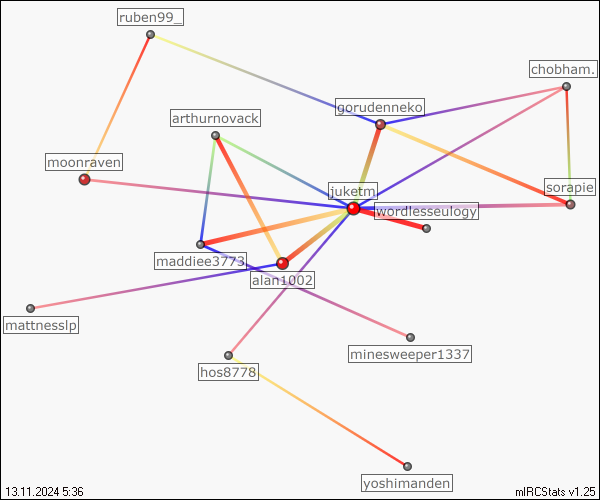 ruben99_
chobham.
gorudenneko
arthurnovack
moonraven
juketm
sorapie
wordlesseulogy
maddiee3773
alan1002
mattnesslp
minesweeper1337
hos8778
yoshimanden
13.11.2024 5:36
mIRCStats v1.25